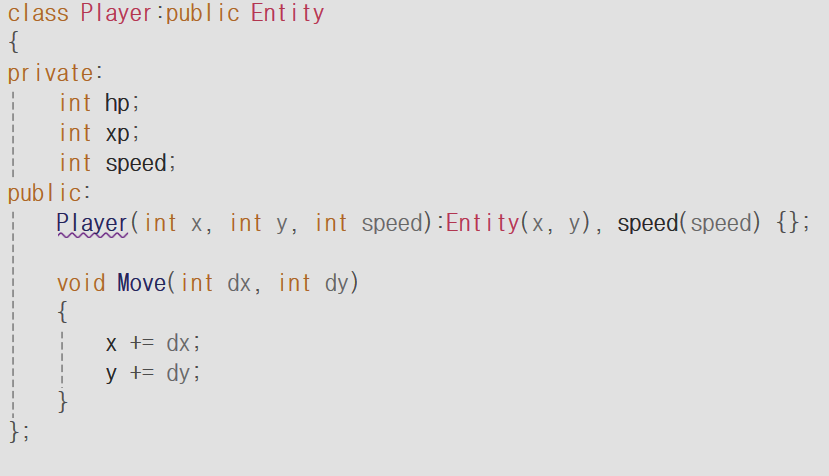 class Player:public Entity
{
private:
    int hp;
    int xp;
    int speed;
public:
    Player(int x, int y, int speed):Entity(x, y), speed(speed) {};

    void Move(int dx, int dy)
    {
        x += dx;
        y += dy;
    }
};